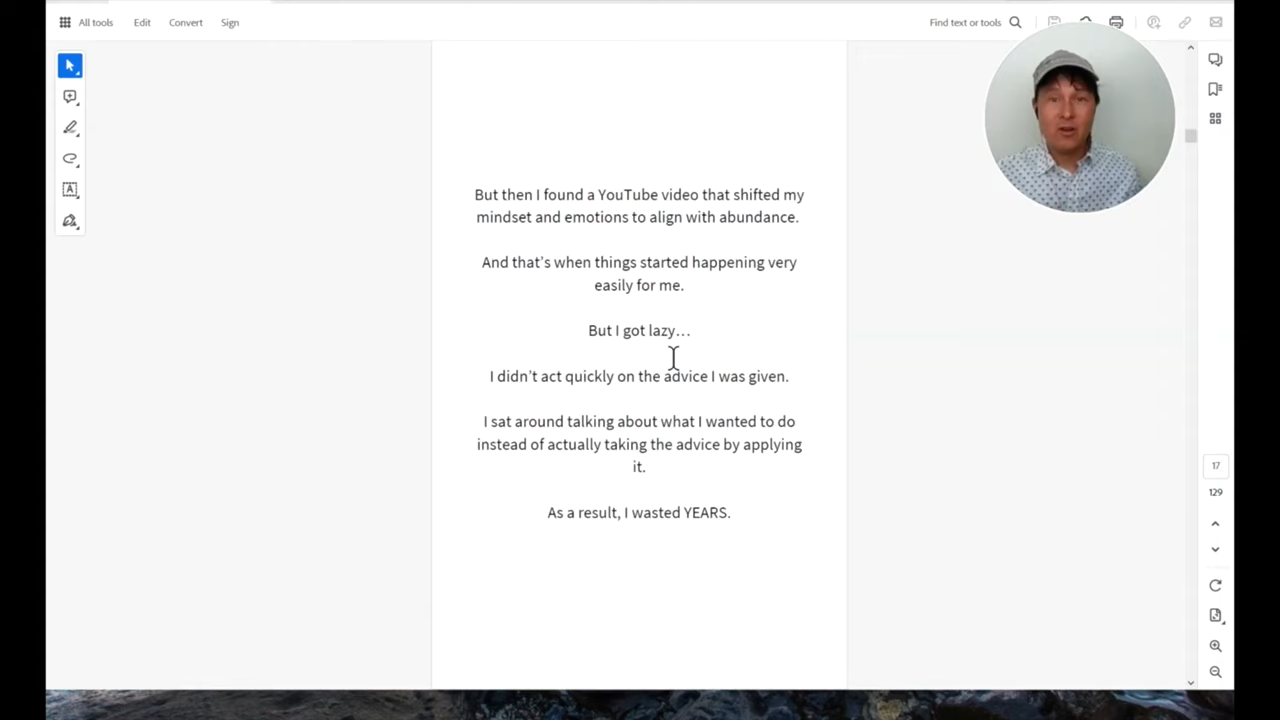 All tools Edit Convert Sign Find text or tools
But then I found a YouTube video that shifted my
mindset and emotions to align with abundance.
And that's when things started happening very
easily for me.
But I got lazy…
I didn't act quickly on the advice I was given.
I sat around talking about what I wanted to do
instead of actually taking the advice by applying
it.
17
129
As a result, I wasted YEARS.